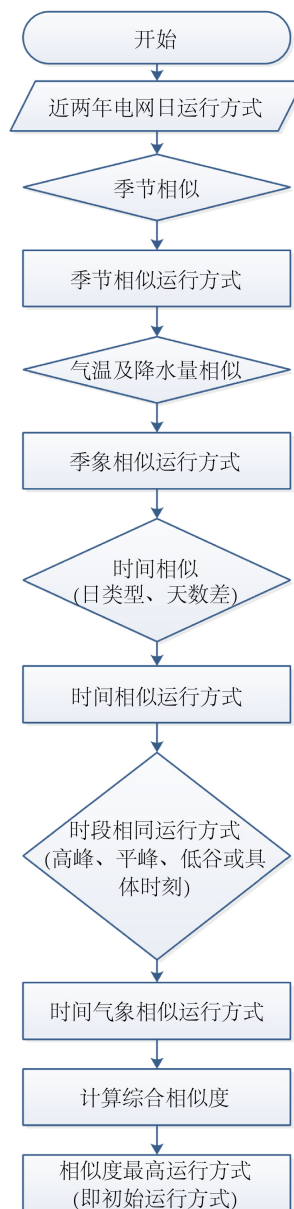 开始
近两年电网日运行方式
季节相似
季节相似运行方式
气温及降水量相似
季象相似运行方式
时间相似
(日类型、天数差)
时间相似运行方式
时段相同运行方式
(高峰、平峰、低谷或具
体时刻)
时间气象相似运行方式
计算综合相似度
相似度最高运行方式
(即初始运行方式)